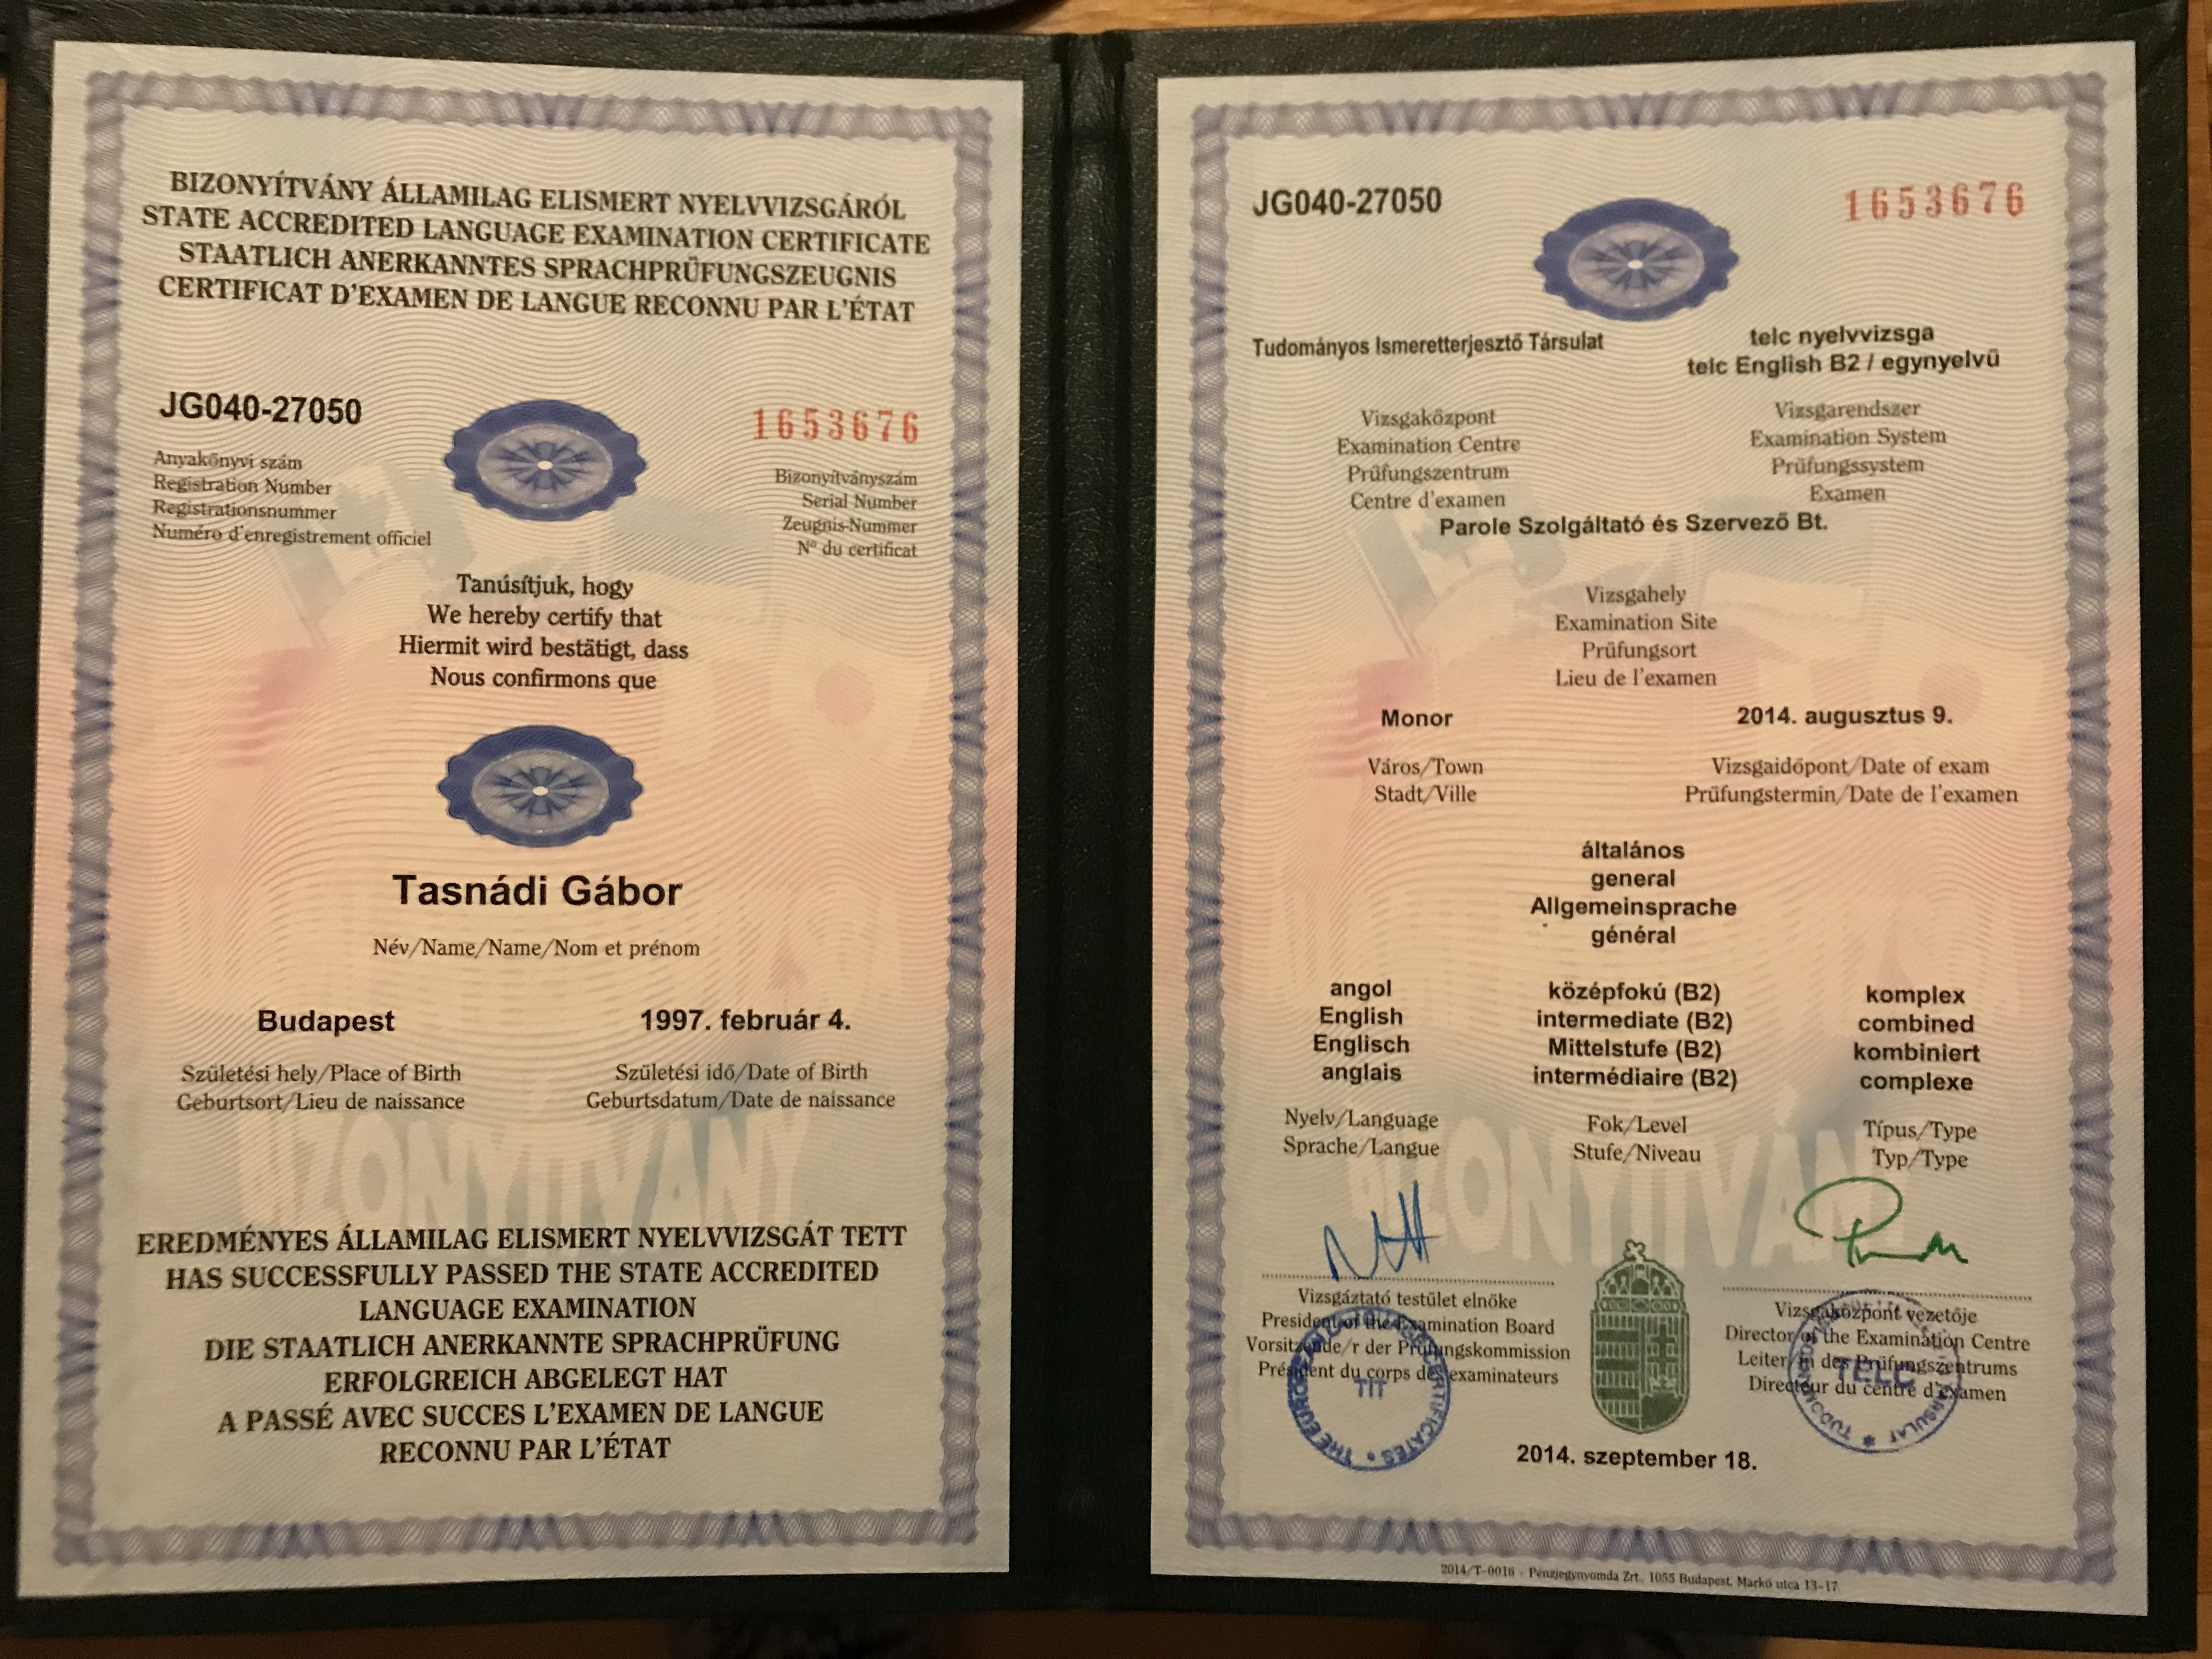 BIZONYÍTVÁNY ÁLLAMILAG ELISMERT NYELVVIZSGÁRÓL
STATE ACCREDITED LANGUAGE EXAMINATION CERTIFICATE
STAATLICH ANERKANNTES SPRACHPRÜFUNGSZEUGNIS
CERTIFICAT D'EXAMEN DE LANGUE RECONNU PAR L'ÉTAT
JG040-27050
1653676
Anyakönyvi szám
Registration Number
Registrationsnummer
Numéro d'enregistrement officiel
Bizonyítványszám
Serial Number
Zeugnis-Nummer
Nº du certificat
Tanúsítjuk, hogy
We hereby certify that
Hiermit wird bestätigt, dass
Nous confirmons que
Tasnádi Gábor
Név/Name/Name/Nom et prénom
Budapest
1997. február 4.
Születési hely/Place of Birth
Geburtsort/Lieu de naissance
Születési idő/Date of Birth
Geburtsdatum/Date de naissance
BIZONYÍTVÁNY
EREDMÉNYES ÁLLAMILAG ELISMERT NYELVVIZSGÁT TETT
HAS SUCCESSFULLY PASSED THE STATE ACCREDITED
LANGUAGE EXAMINATION
DIE STAATLICH ANERKANNTE SPRACHPRÜFUNG
ERFOLGREICH ABGELEGT HAT
A PASSÉ AVEC SUCCES L'EXAMEN DE LANGUE
RECONNU PAR L'ÉTAT
JG040-27050
1653676
Tudományos Ismeretterjesztő Társulat
telc nyelvvizsga
telc English B2 / egynyelvű
Vizsgaközpont
Examination Centre
Prüfungszentrum
Centre d'examen
Vizsgarendszer
Examination System
Prüfungssystem
Examen
Parole Szolgáltató és Szervező Bt.
Vizsgahely
Examination Site
Prüfungsort
Lieu de l'examen
Monor
2014. augusztus 9.
Város/Town
Stadt/Ville
Vizsgaidőpont/Date of exam
Prüfungstermin/Date de l'examen
általános
general
Allgemeinsprache
général
angol
English
Englisch
anglais
középfokú (B2)
intermediate (B2)
Mittelstufe (B2)
intermédiaire (B2)
komplex
combined
kombiniert
complexe
Nyelv/Language
Sprache/Langue
Fok/Level
Stufe/Niveau
Típus/Type
Typ/Type
BIZONYÍTVÁNY
Vizsgáztató testület elnöke
President of the Examination Board
Vorsitzende/r der Prüfungskommission
Président du corps des examinateurs
THE EUROPEAN LANGUAGE CERTIFICATES
TIT
Vizsgaközpont vezetője
Director of the Examination Centre
Leiter/in des Prüfungszentrums
Directeur du centre d'examen
TELC
2014. szeptember 18.
2014/T-0016 - Pénzjegynyomda Zrt., 1055 Budapest, Markó utca 13-17.